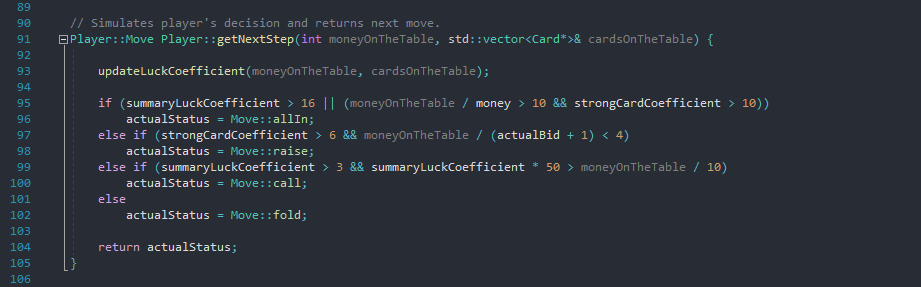 89
90 // Simulates player's decision and returns next move.
91 Player::Move Player::getNextStep(int moneyOnTheTable, std::vector<Card*>& cardsOnTheTable) {
92
93 updateLuckCoefficient(moneyOnTheTable, cardsOnTheTable);
94
95 if (summaryLuckCoefficient > 16 || (moneyOnTheTable / money > 10 && strongCardCoefficient > 10))
96 actualStatus = Move::allIn;
97 else if (strongCardCoefficient > 6 && moneyOnTheTable / (actualBid + 1) < 4)
98 actualStatus = Move::raise;
99 else if (summaryLuckCoefficient > 3 && summaryLuckCoefficient * 50 > moneyOnTheTable / 10)
100 actualStatus = Move::call;
101 else
102 actualStatus = Move::fold;
103
104 return actualStatus;
105 }
106